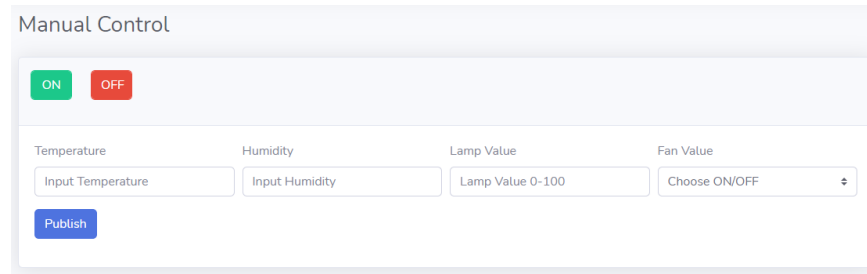 Manual Control
ON OFF
Temperature Humidity Lamp Value Fan Value
Input Temperature Input Humidity Lamp Value 0-100 Choose ON/OFF
Publish